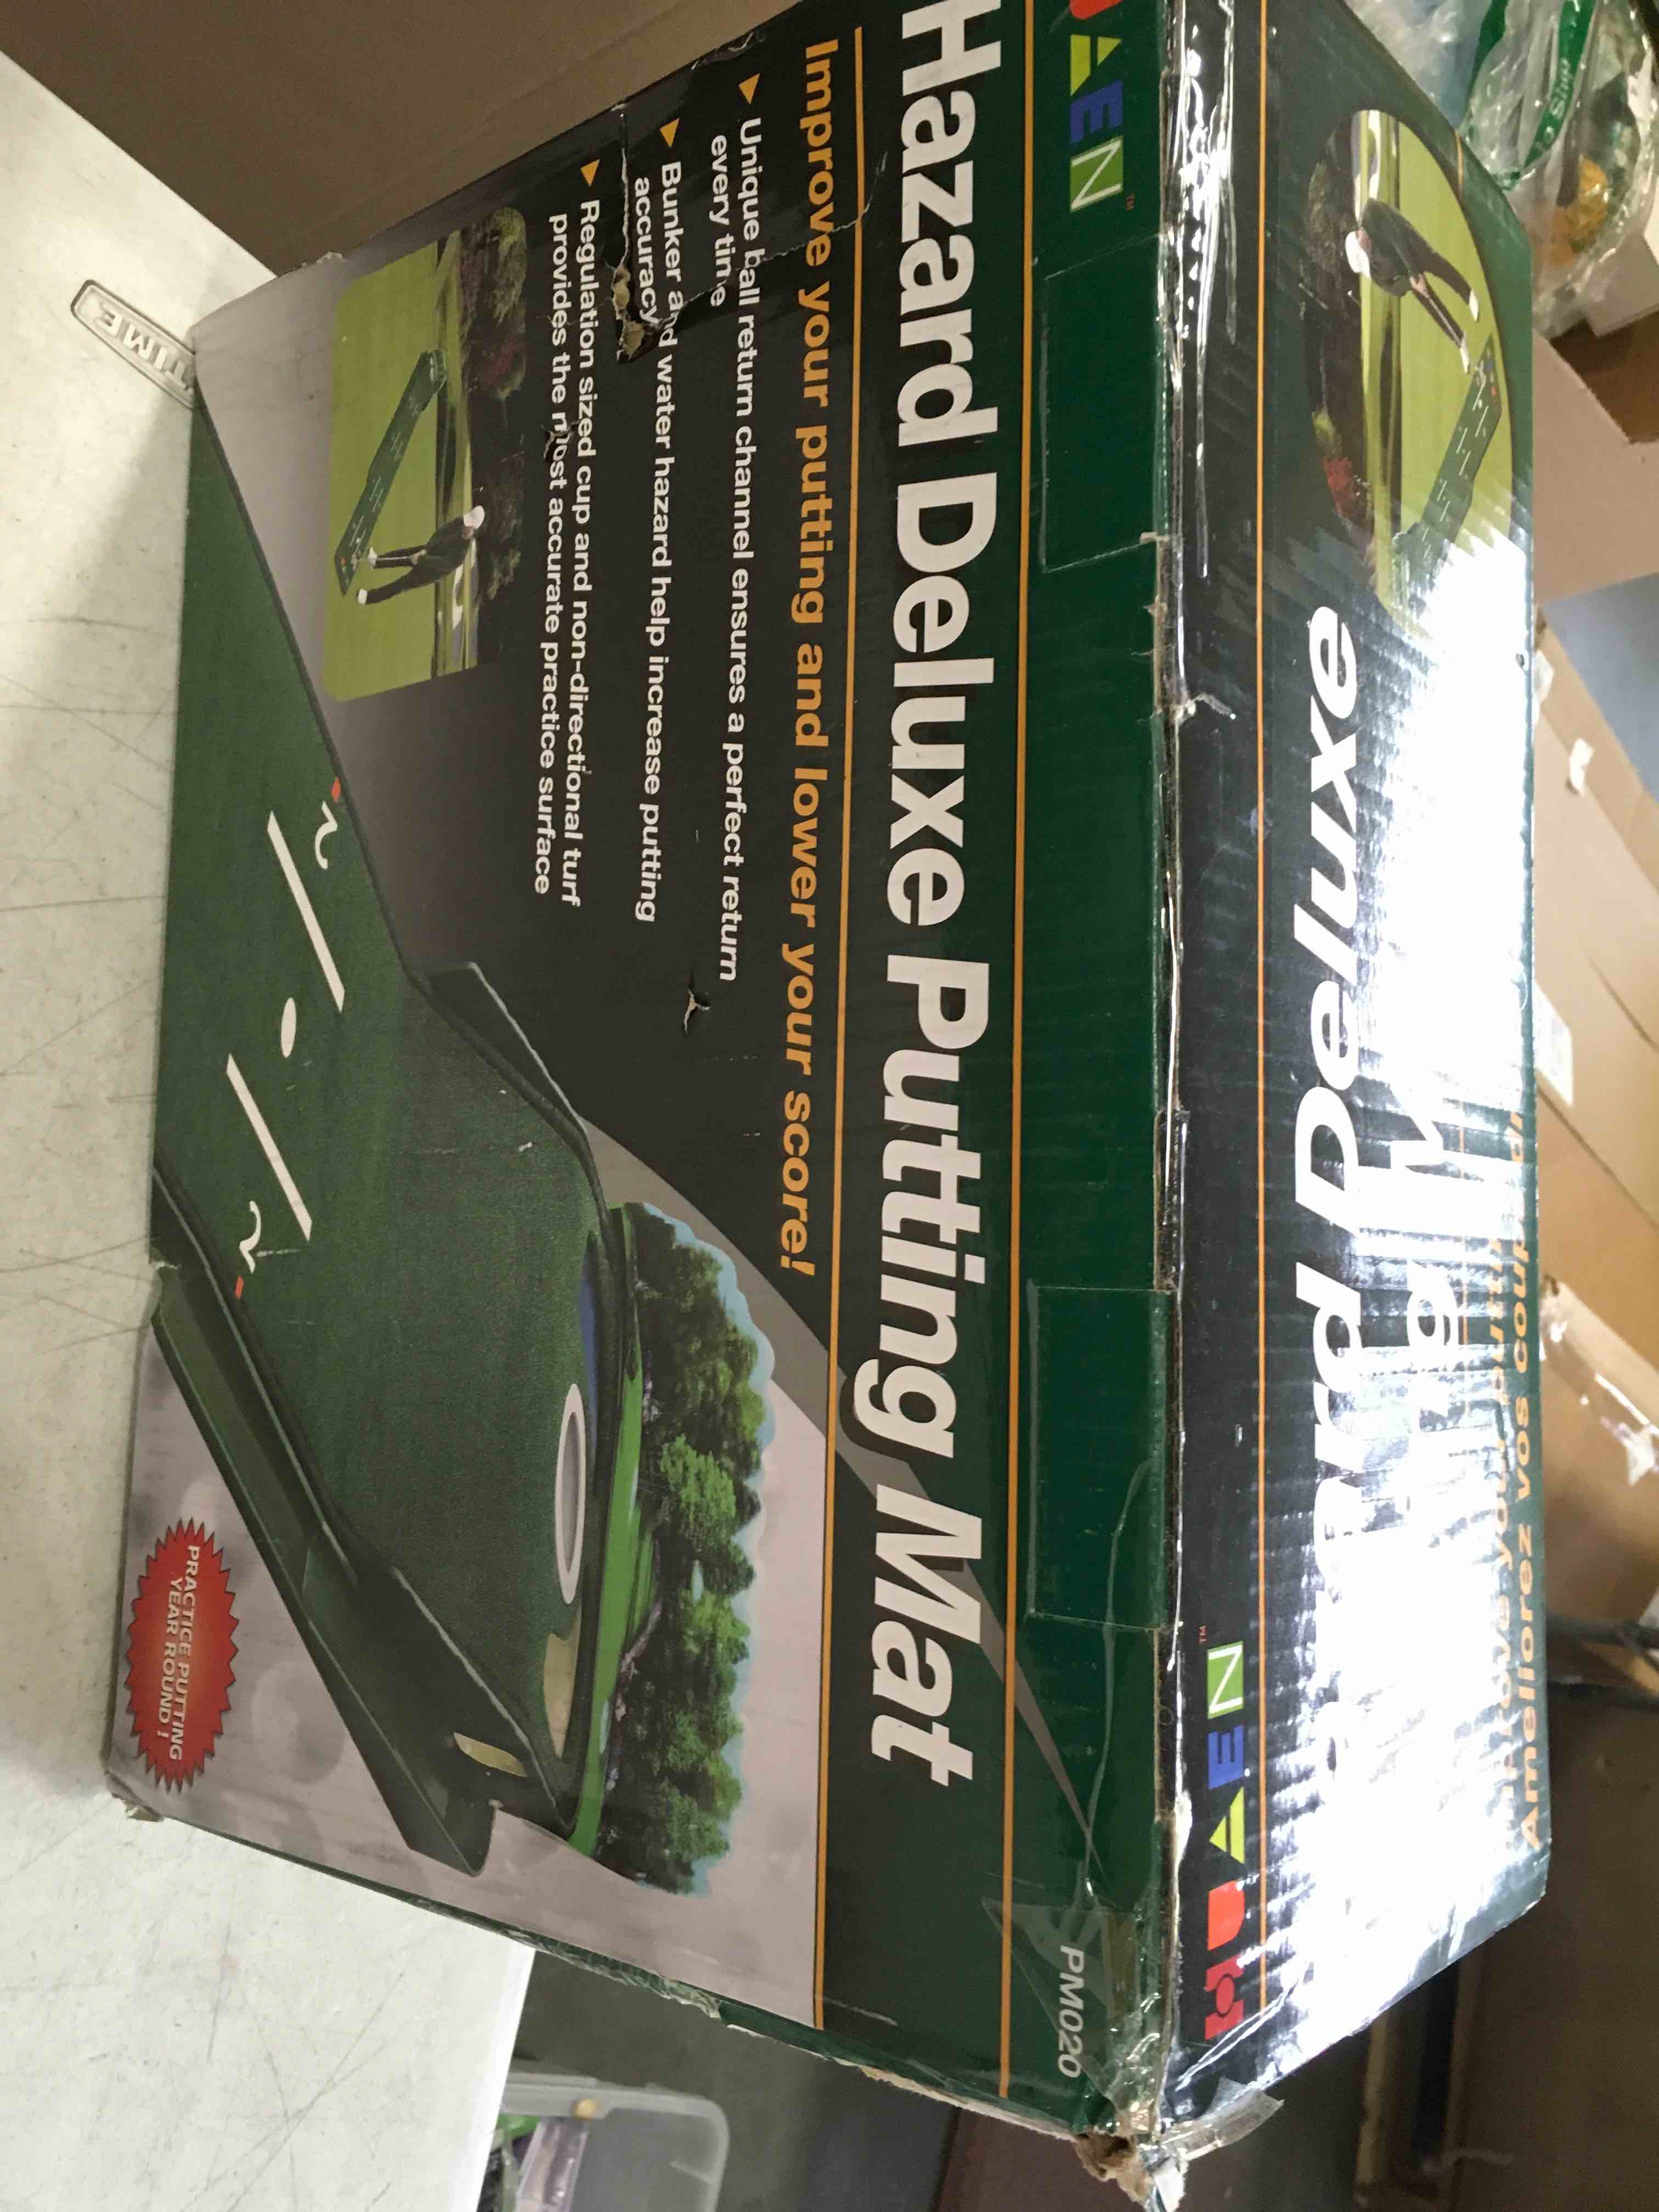 Hazard Deluxe Putting Mat
Improve your putting and lower your score!
Unique ball return channel ensures a perfect return
every time
Bunker and water hazard help increase putting
accuracy
Regulation sized cup and non-directional turf
provides the most accurate practice surface
PRACTICE PUTTING
YEAR ROUND !
PM020
Deluxe
Améliorez vos coups
TIME